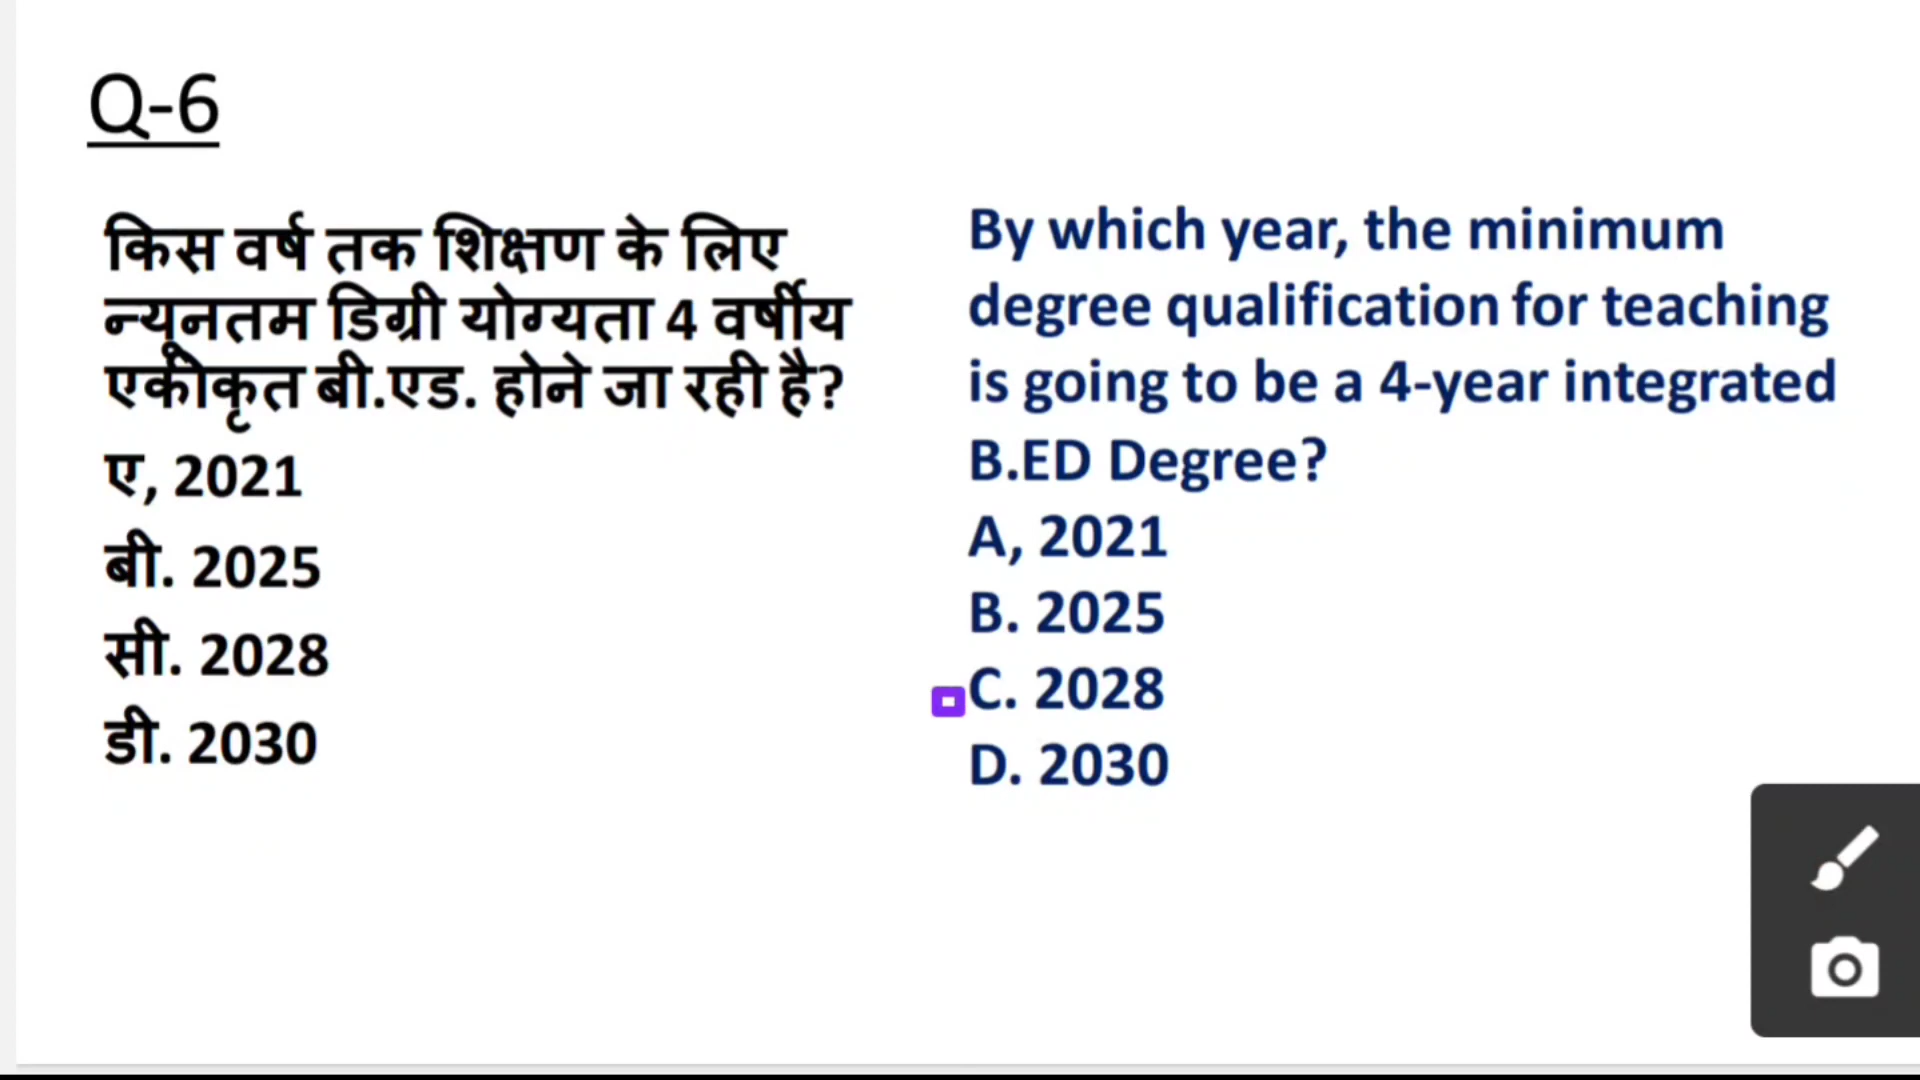 Q-6
किस वर्ष तक शिक्षण के लिए
न्यूनतम डिग्री योग्यता 4 वर्षीय
एकीकृत बी.एड. होने जा रही है?
ए, 2021
बी. 2025
सी. 2028
डी. 2030
By which year, the minimum
degree qualification for teaching
is going to be a 4-year integrated
B.ED Degree?
A, 2021
B. 2025
C. 2028
D. 2030